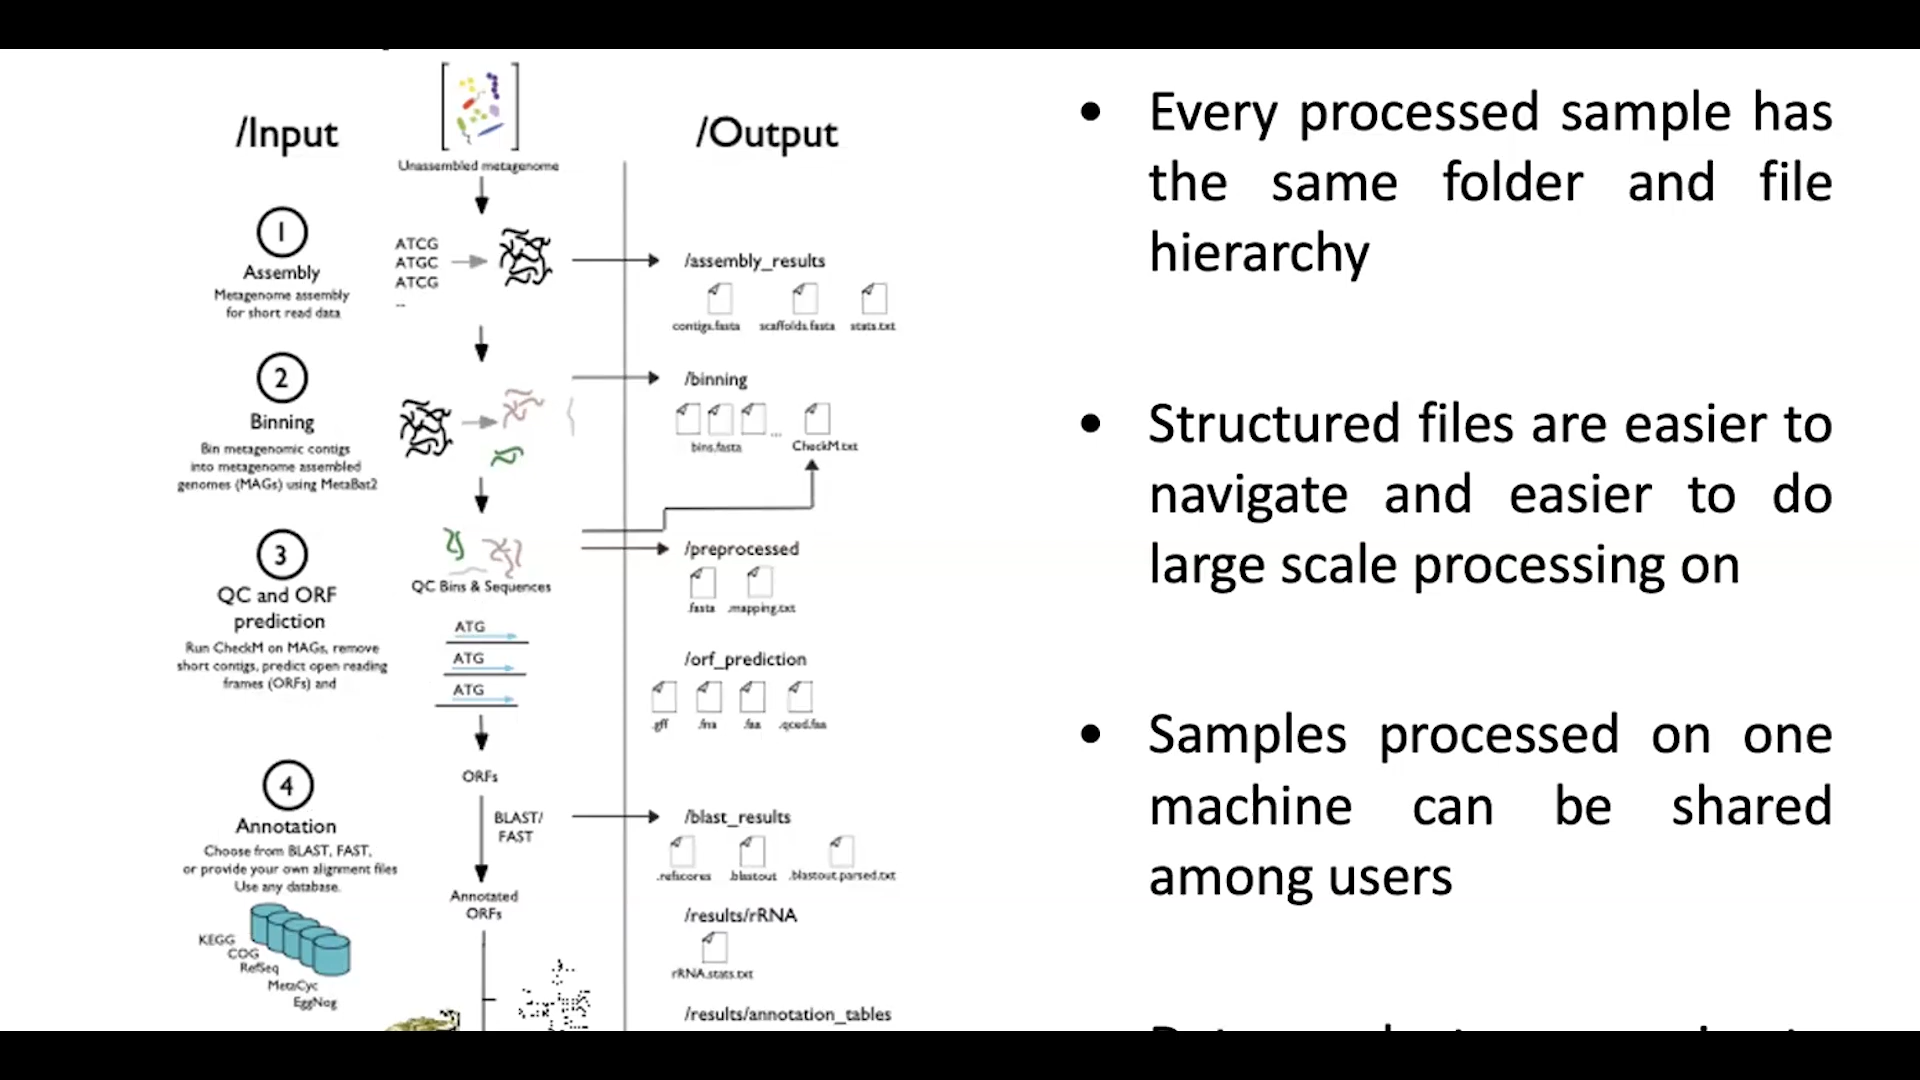 /Input
Unassembled metagenome
/Output
1
Assembly
Metagenome assembly
for short read data
ATCG
ATGC
ATCG
...
/assembly_results
contigs.fasta scaffolds.fasta stats.txt
2
Binning
Bin metagenomic contigs
into metagenome assembled
genomes (MAGs) using MetaBat2
/binning
bins.fasta ... CheckM.txt
3
QC and ORF
prediction
Run CheckM on MAGs, remove
short contigs, predict open reading
frames (ORFs) and
QC Bins & Sequences
ATG
ATG
ATG
/preprocessed
.fasta .mapping.txt
/orf_prediction
.gff .fna .faa .qced.faa
ORFs
4
Annotation
Choose from BLAST, FAST,
or provide your own alignment files
Use any database.
KEGG
COG
RefSeq
MetaCyc
EggNog
BLAST/
FAST
Annotated
ORFs
/blast_results
.refscores .blastout .blastout.parsed.txt
/results/rRNA
rRNA.stats.txt
/results/annotation_tables
• Every processed sample has
the same folder and file
hierarchy
• Structured files are easier to
navigate and easier to do
large scale processing on
• Samples processed on one
machine can be shared
among users